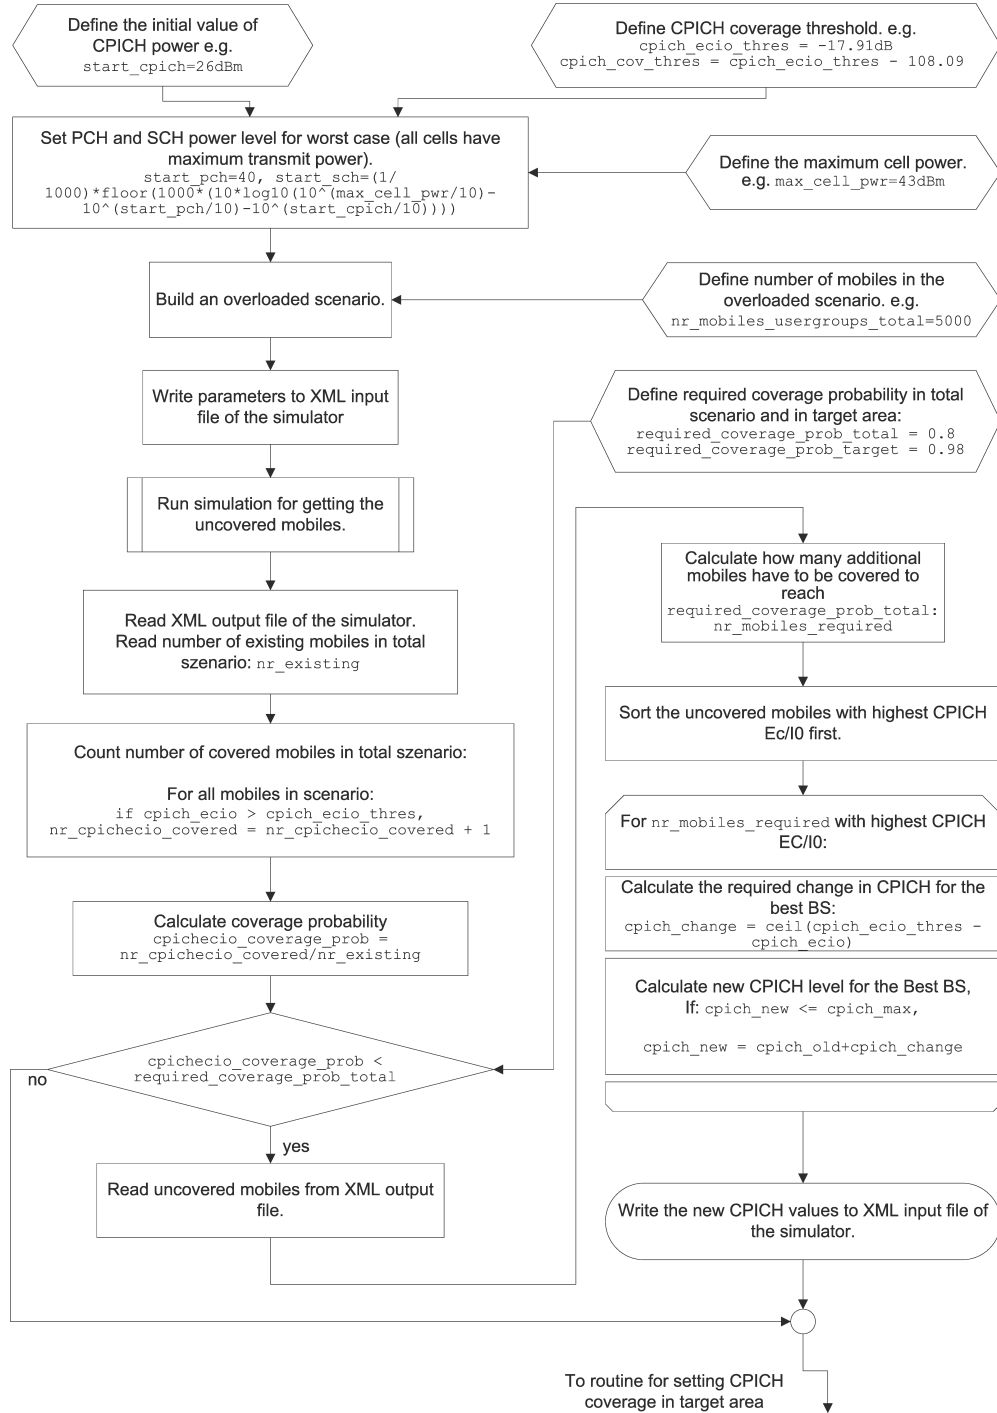 Define the initial value of
CPICH power e.g.
start_cpich=26dBm
Define CPICH coverage threshold. e.g.
cpich_ecio_thres = -17.91dB
cpich_cov_thres = cpich_ecio_thres - 108.09
Set PCH and SCH power level for worst case (all cells have
maximum transmit power).
start_pch=40, start_sch=(1/
1000)*floor(1000*(10*log10(10^(max_cell_pwr/10)-
10^(start_pch/10)-10^(start_cpich/10))))
Define the maximum cell power.
e.g. max_cell_pwr=43dBm
Build an overloaded scenario.
Define number of mobiles in the
overloaded scenario. e.g.
nr_mobiles_usergroups_total=5000
Write parameters to XML input
file of the simulator
Define required coverage probability in total
scenario and in target area:
required_coverage_prob_total = 0.8
required_coverage_prob_target = 0.98
Run simulation for getting the
uncovered mobiles.
Read XML output file of the simulator.
Read number of existing mobiles in total
szenario: nr_existing
Count number of covered mobiles in total szenario:
For all mobiles in scenario:
if cpich_ecio > cpich_ecio_thres,
nr_cpichecio_covered = nr_cpichecio_covered + 1
Calculate coverage probability
cpichecio_coverage_prob =
nr_cpichecio_covered/nr_existing
cpichecio_coverage_prob <
required_coverage_prob_total
no
yes
Read uncovered mobiles from XML output
file.
Calculate how many additional
mobiles have to be covered to
reach
required_coverage_prob_total:
nr_mobiles_required
Sort the uncovered mobiles with highest CPICH
Ec/I0 first.
For nr_mobiles_required with highest CPICH
EC/I0:
Calculate the required change in CPICH for the
best BS:
cpich_change = ceil(cpich_ecio_thres -
cpich_ecio)
Calculate new CPICH level for the Best BS,
If: cpich_new <= cpich_max,
cpich_new = cpich_old+cpich_change
Write the new CPICH values to XML input file of
the simulator.
To routine for setting CPICH
coverage in target area